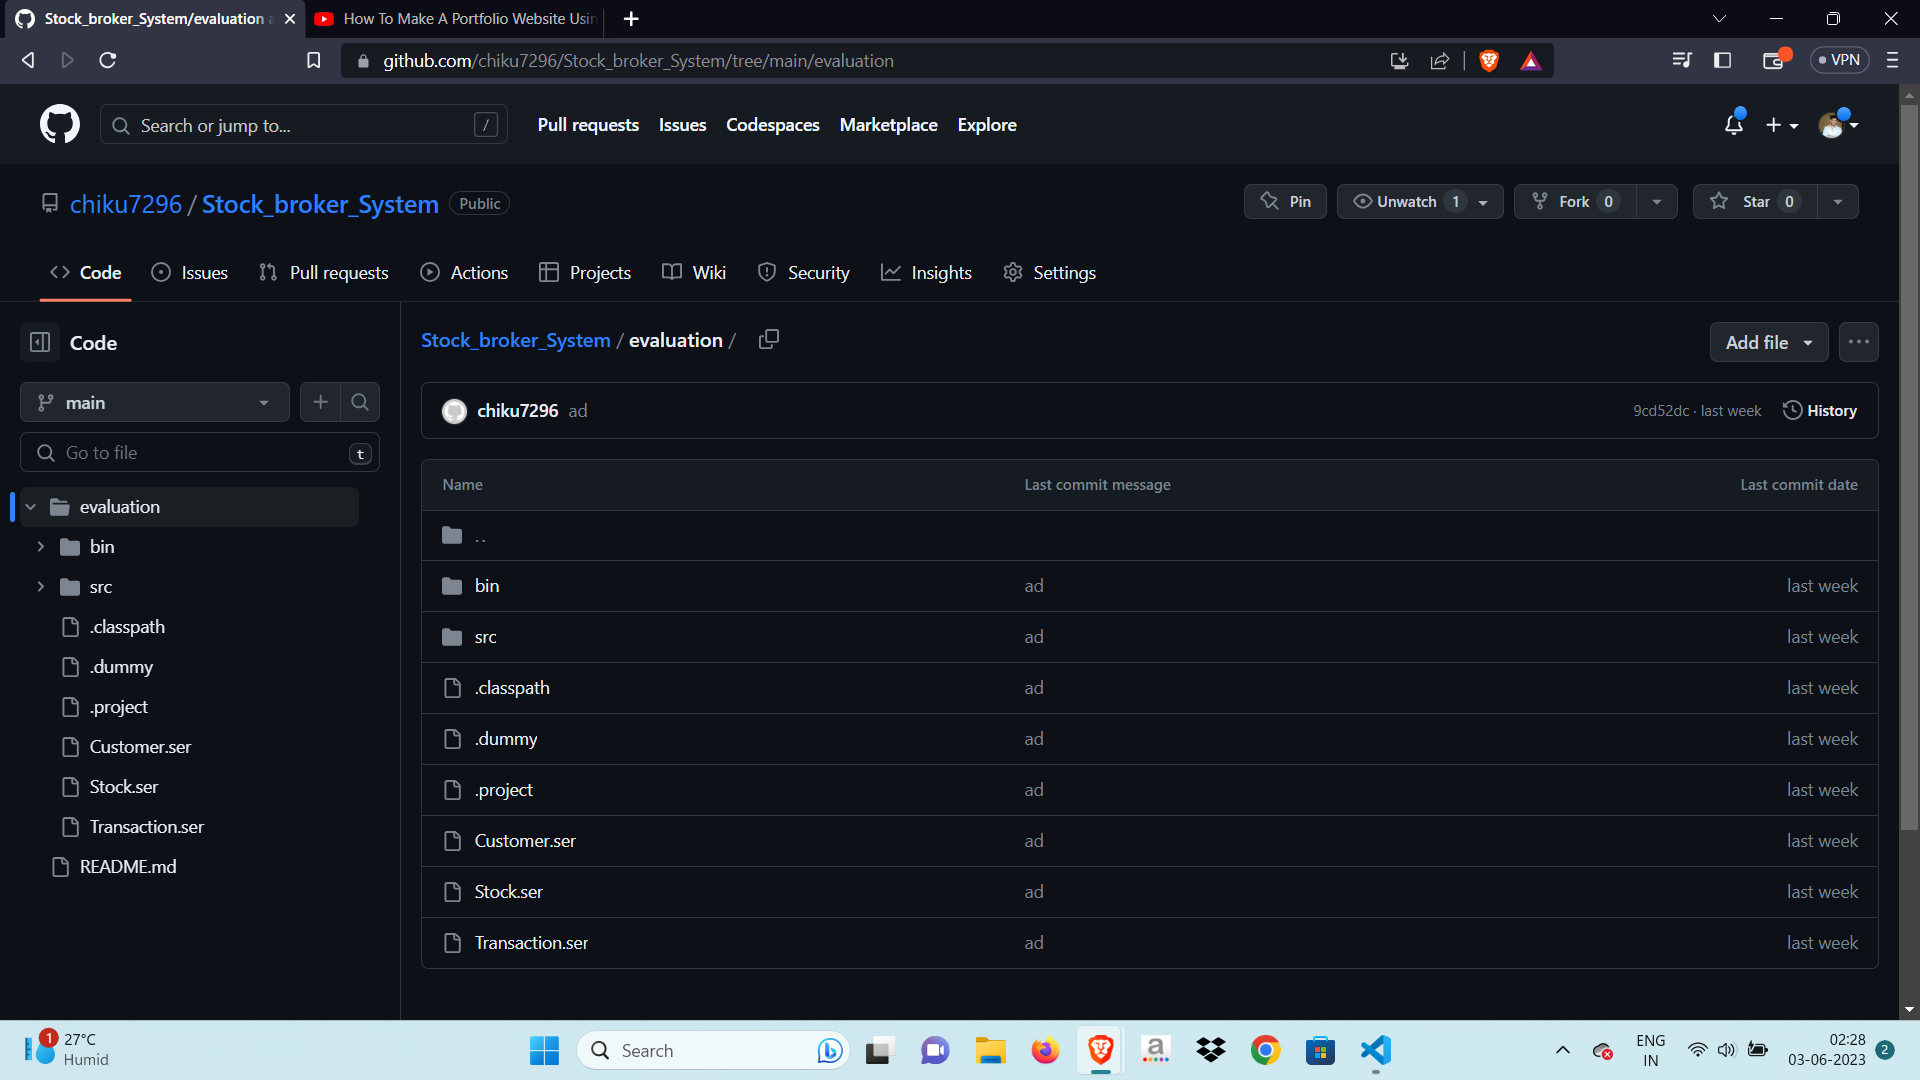 Stock_broker_System/evaluation a
How To Make A Portfolio Website Usin
github.com/chiku7296/Stock_broker_System/tree/main/evaluation
VPN
Search or jump to...
/
Pull requests
Issues
Codespaces
Marketplace
Explore
chiku7296 / Stock_broker_System
Public
Pin
Unwatch 1
Fork 0
Star 0
Code
Issues
Pull requests
Actions
Projects
Wiki
Security
Insights
Settings
Code
main
Go to file
t
evaluation
bin
src
.classpath
.dummy
.project
Customer.ser
Stock.ser
Transaction.ser
README.md
Stock_broker_System / evaluation /
Add file
chiku7296 ad
9cd52dc · last week
History
Name Last commit message Last commit date
..
bin ad last week
src ad last week
.classpath ad last week
.dummy ad last week
.project ad last week
Customer.ser ad last week
Stock.ser ad last week
Transaction.ser ad last week
1
27°C
Humid
Search
a
ENG
IN
02:28
03-06-2023
2